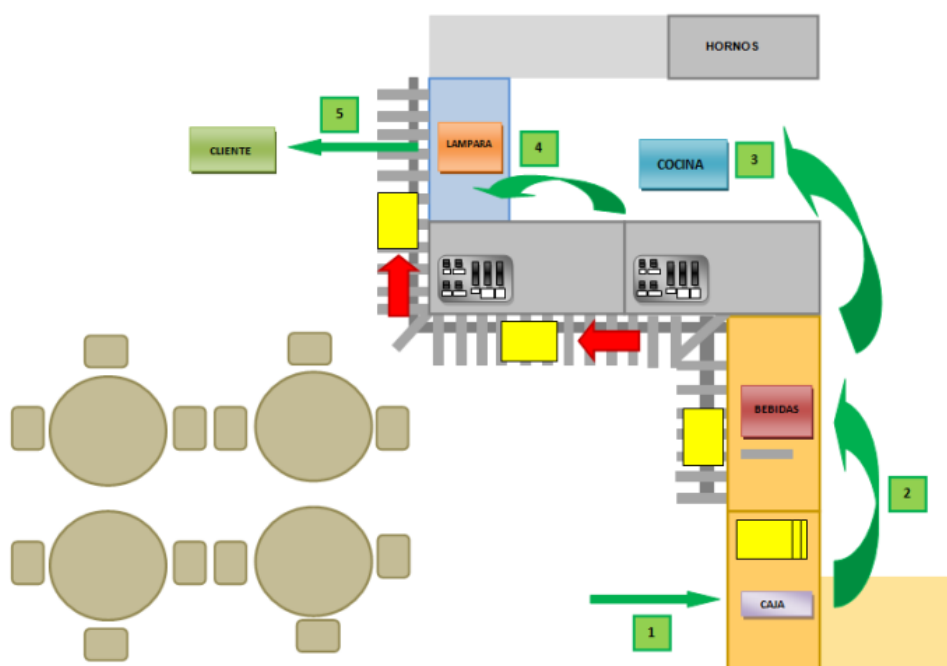 HORNOS
5
CLIENTE
LAMPARA
4
COCINA
3
BEBIDAS
2
CAJA
1